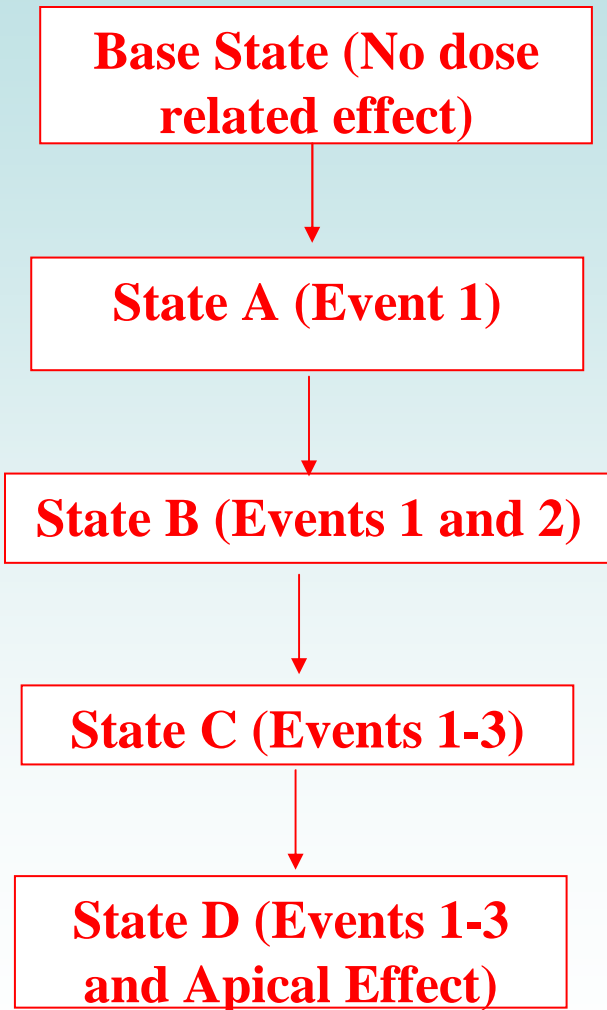 Base State (No dose
related effect)
State A (Event 1)
State B (Events 1 and 2)
State C (Events 1-3)
State D (Events 1-3
and Apical Effect)